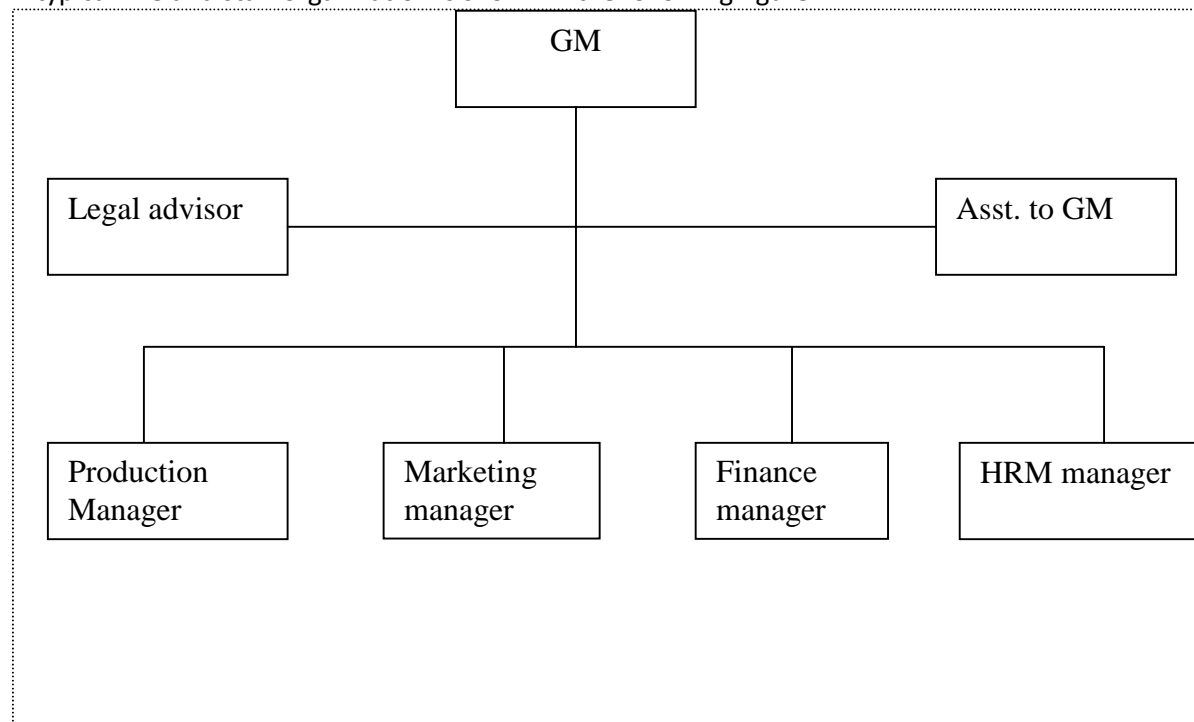 GM
Legal advisor
Asst. to GM
Production
Manager
Marketing
manager
Finance
manager
HRM manager